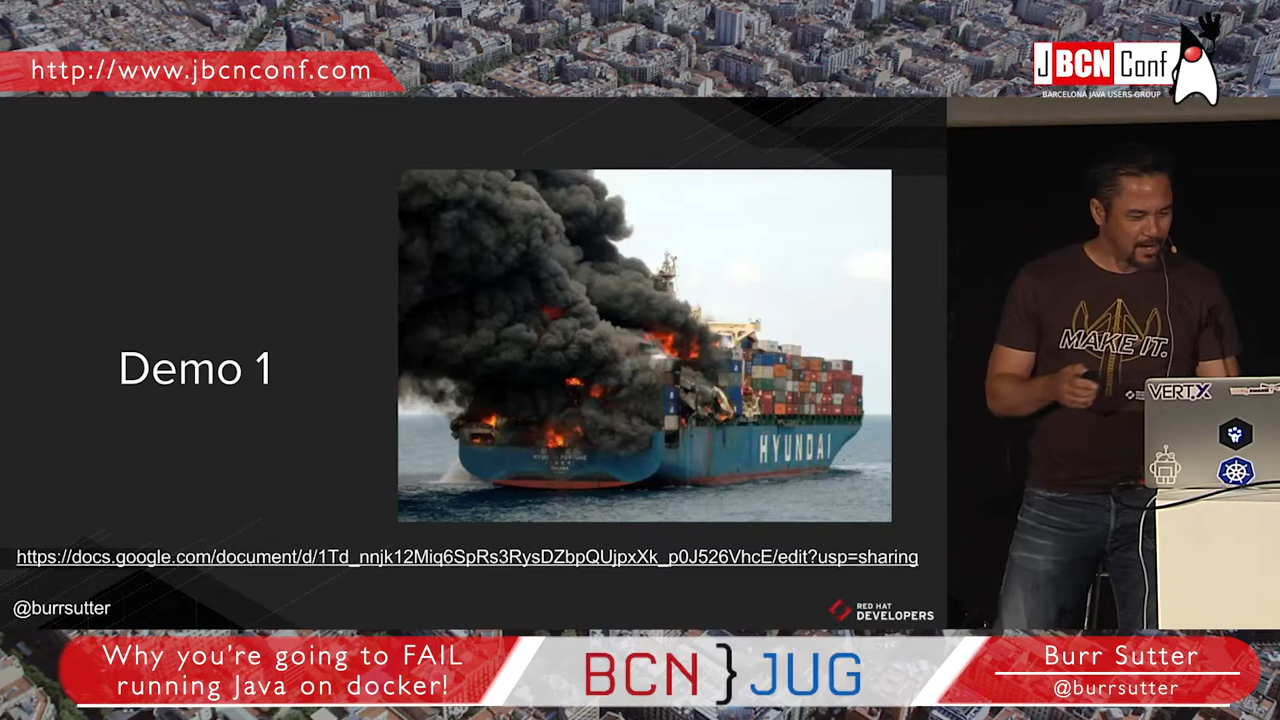 http://www.jbcnconf.com
JBCNConf
BARCELONA JAVA USERS GROUP
Demo 1
HYUNDAI
MAKE IT.
VERT.X
https://docs.google.com/document/d/1Td_nnjk12Miq6SpRs3RysDZbpQUjpxXk_p0J526VhcE/edit?usp=sharing
@burrsutter
RED HAT
DEVELOPERS
Why you're going to FAIL
running Java on docker!
BCN}JUG
Burr Sutter
@burrsutter